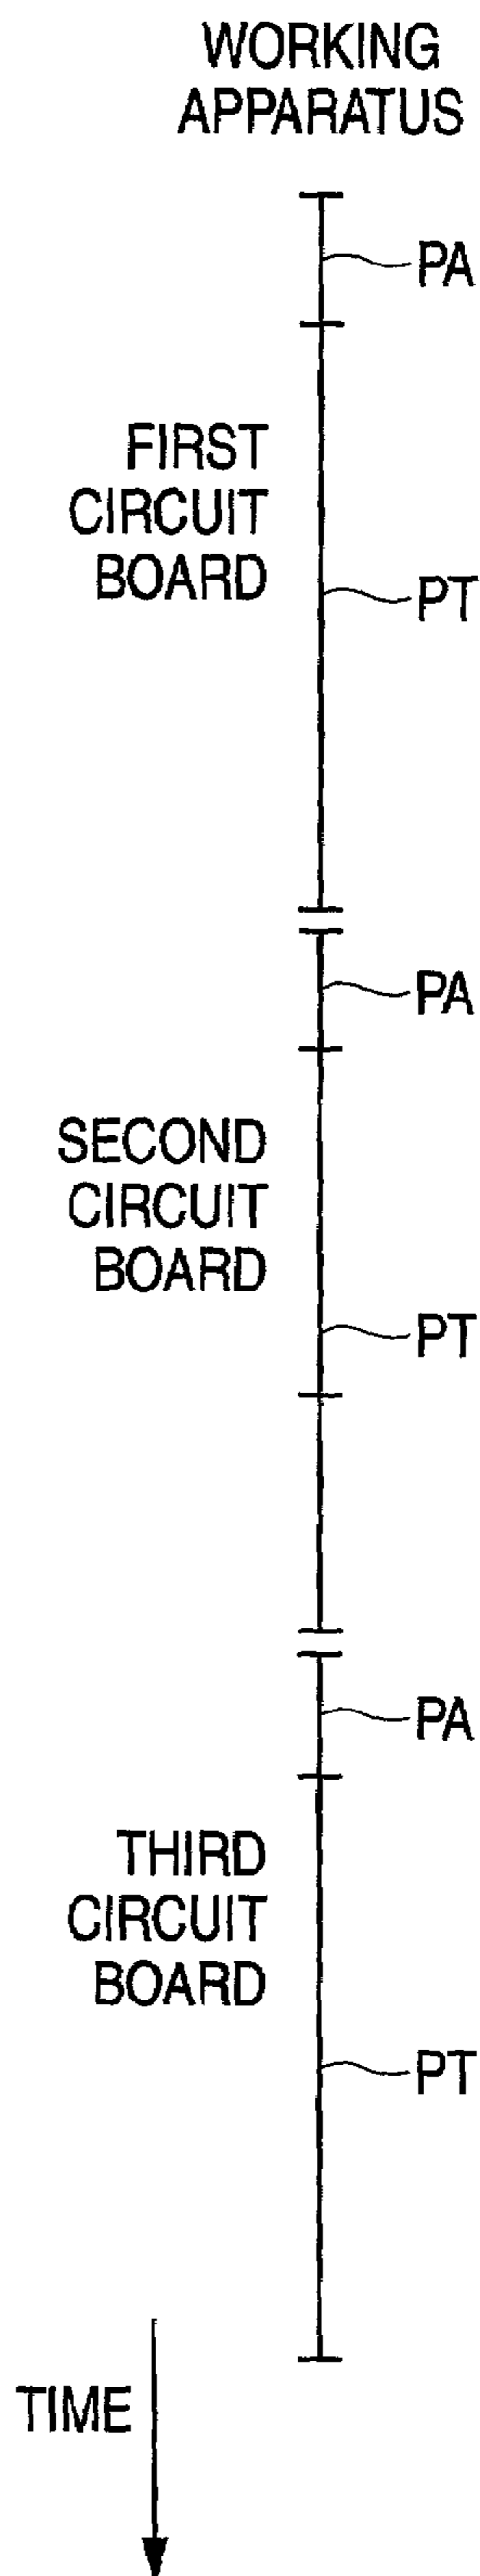 WORKING
APPARATUS
PA
FIRST
CIRCUIT
BOARD
PT
PA
SECOND
CIRCUIT
BOARD
PT
PA
THIRD
CIRCUIT
BOARD
PT
TIME